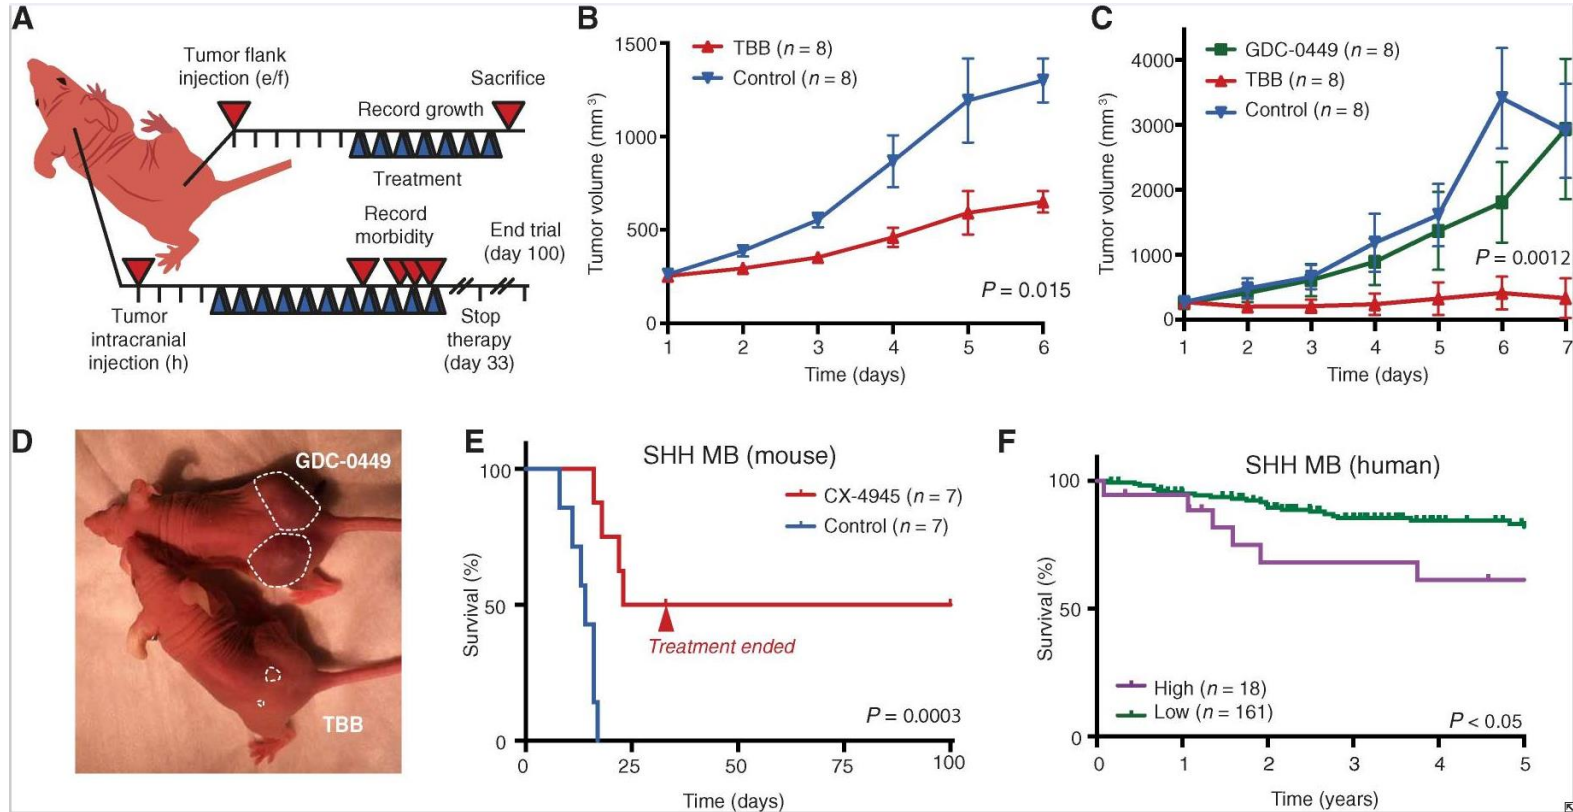 A
Tumor flank
injection (e/f)
Sacrifice
Record growth
Treatment
Record
morbidity
End trial
(day 100)
Tumor
intracranial
injection (h)
Stop
therapy
(day 33)
B
TBB (n = 8)
Control (n = 8)
1500
1000
500
0
Tumor volume (mm³)
P = 0.015
1 2 3 4 5 6
Time (days)
C
GDC-0449 (n = 8)
TBB (n = 8)
Control (n = 8)
4000
3000
2000
1000
0
Tumor volume (mm³)
P = 0.0012
1 2 3 4 5 6 7
Time (days)
D
GDC-0449
TBB
E
SHH MB (mouse)
CX-4945 (n = 7)
Control (n = 7)
100
50
0
Survival (%)
Treatment ended
P = 0.0003
0 25 50 75 100
Time (days)
F
SHH MB (human)
100
50
0
Survival (%)
High (n = 18)
Low (n = 161)
P < 0.05
0 1 2 3 4 5
Time (years)